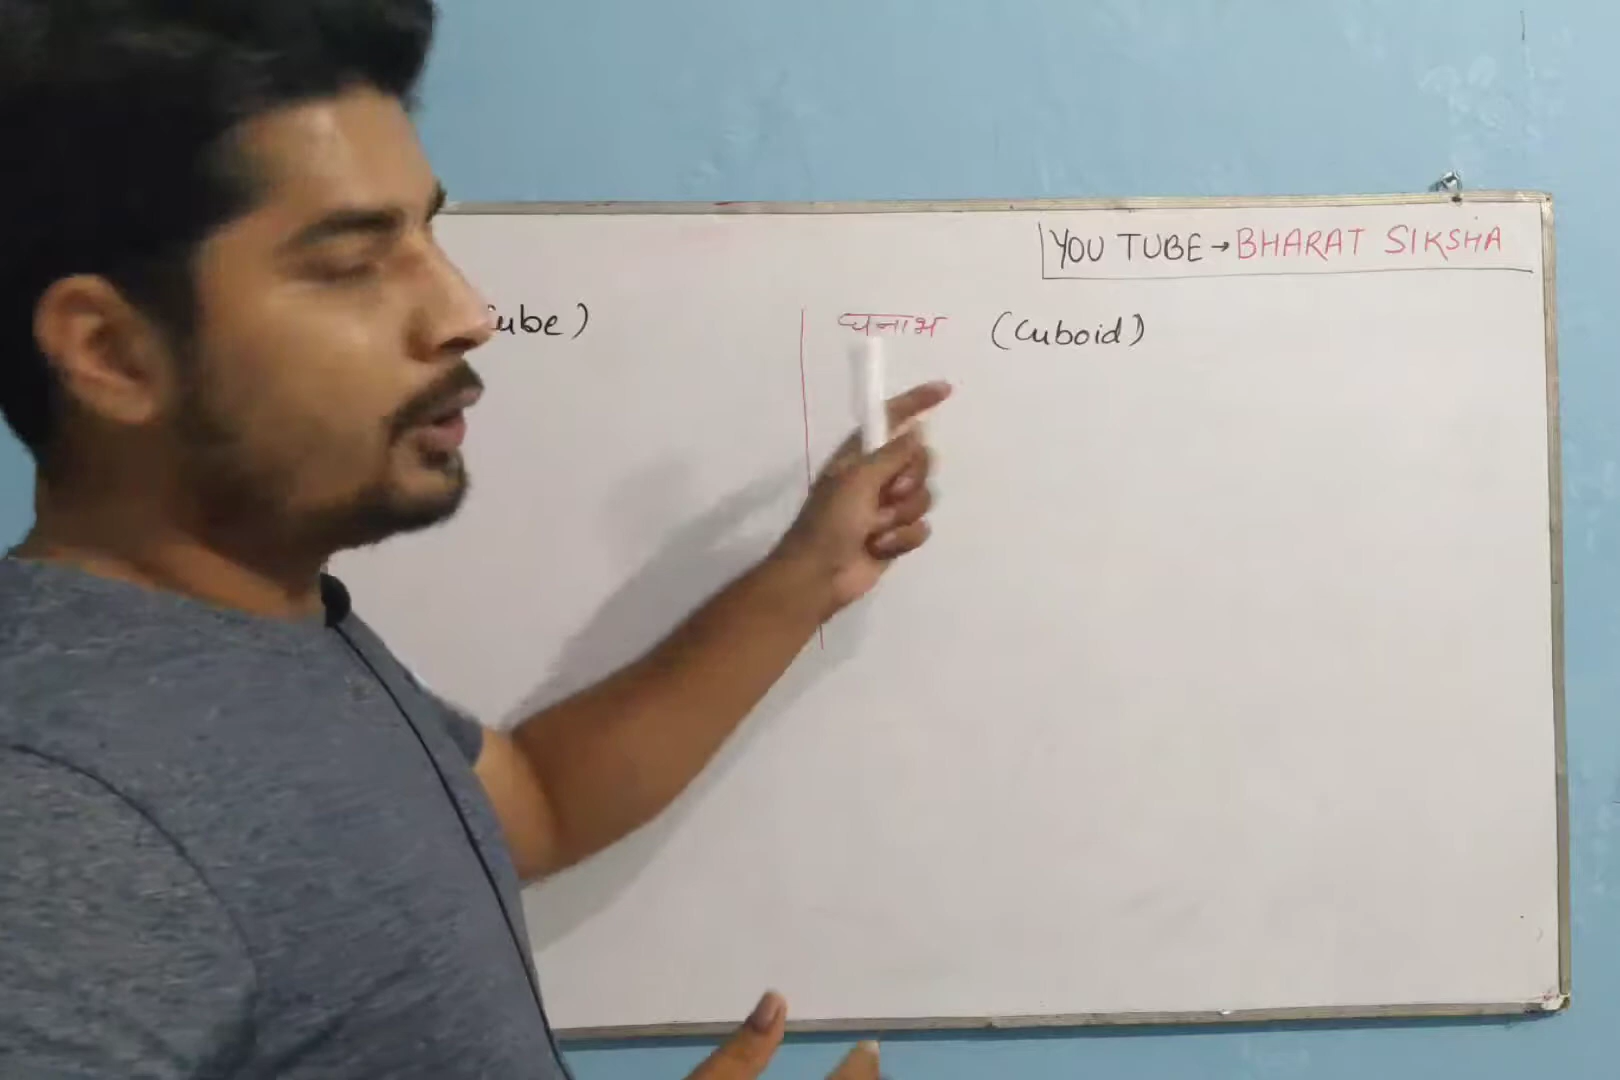 YOU TUBE → BHARAT SIKSHA
ube)
घनाभ (Cuboid)